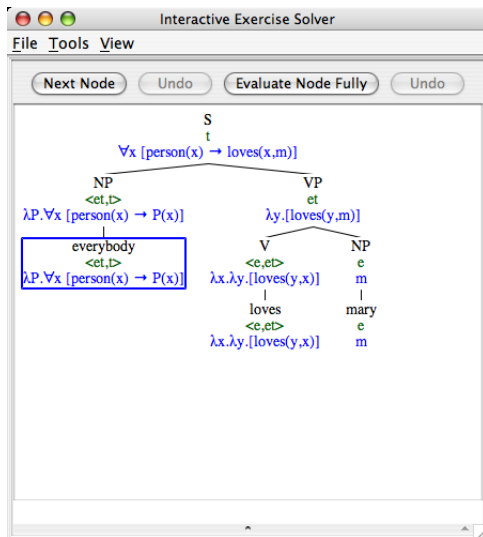 Interactive Exercise Solver
File Tools View
Next Node Undo Evaluate Node Fully Undo
S
t
∀x [person(x) → loves(x,m)]
NP VP
<et,t> et
λP.∀x [person(x) → P(x)] λy.[loves(y,m)]
everybody V NP
<et,t> <e,et> e
λP.∀x [person(x) → P(x)] λx.λy.[loves(y,x)] m
loves mary
<e,et> e
λx.λy.[loves(y,x)] m